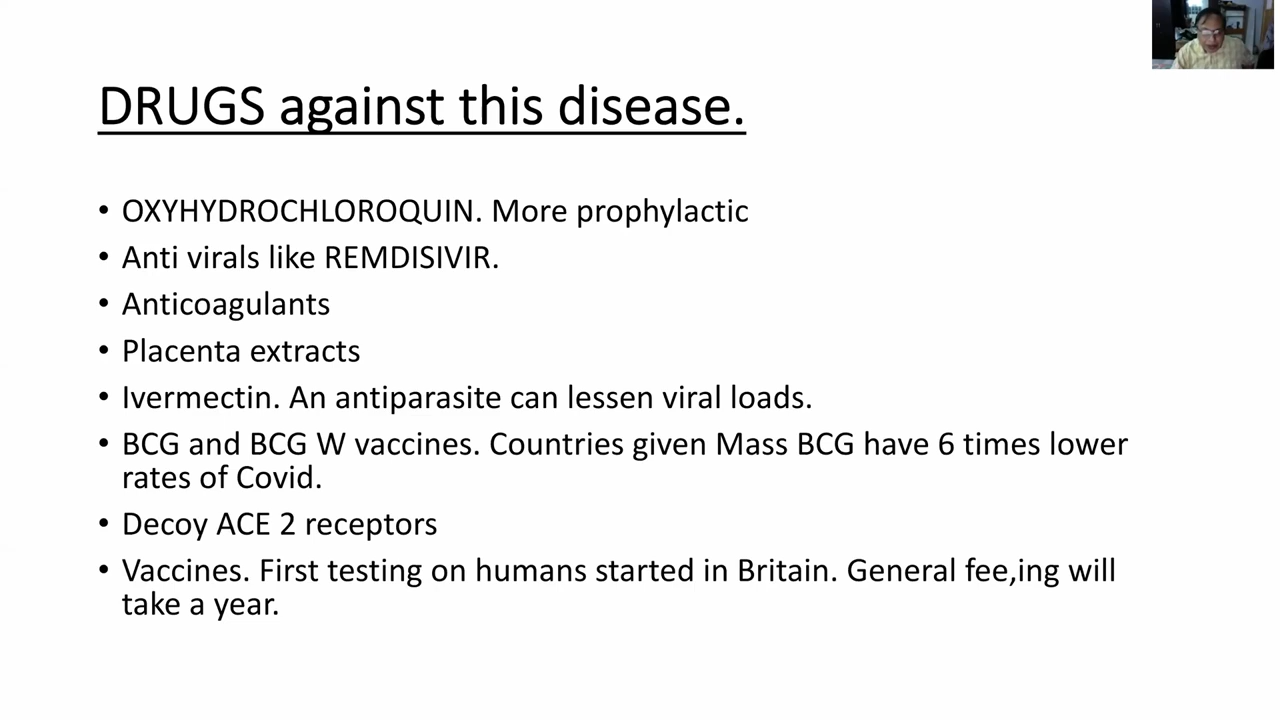 DRUGS against this disease.
• OXYHYDROCHLOROQUIN. More prophylactic
• Anti virals like REMDISIVIR.
• Anticoagulants
• Placenta extracts
• Ivermectin. An antiparasite can lessen viral loads.
• BCG and BCG W vaccines. Countries given Mass BCG have 6 times lower
rates of Covid.
• Decoy ACE 2 receptors
• Vaccines. First testing on humans started in Britain. General fee,ing will
take a year.